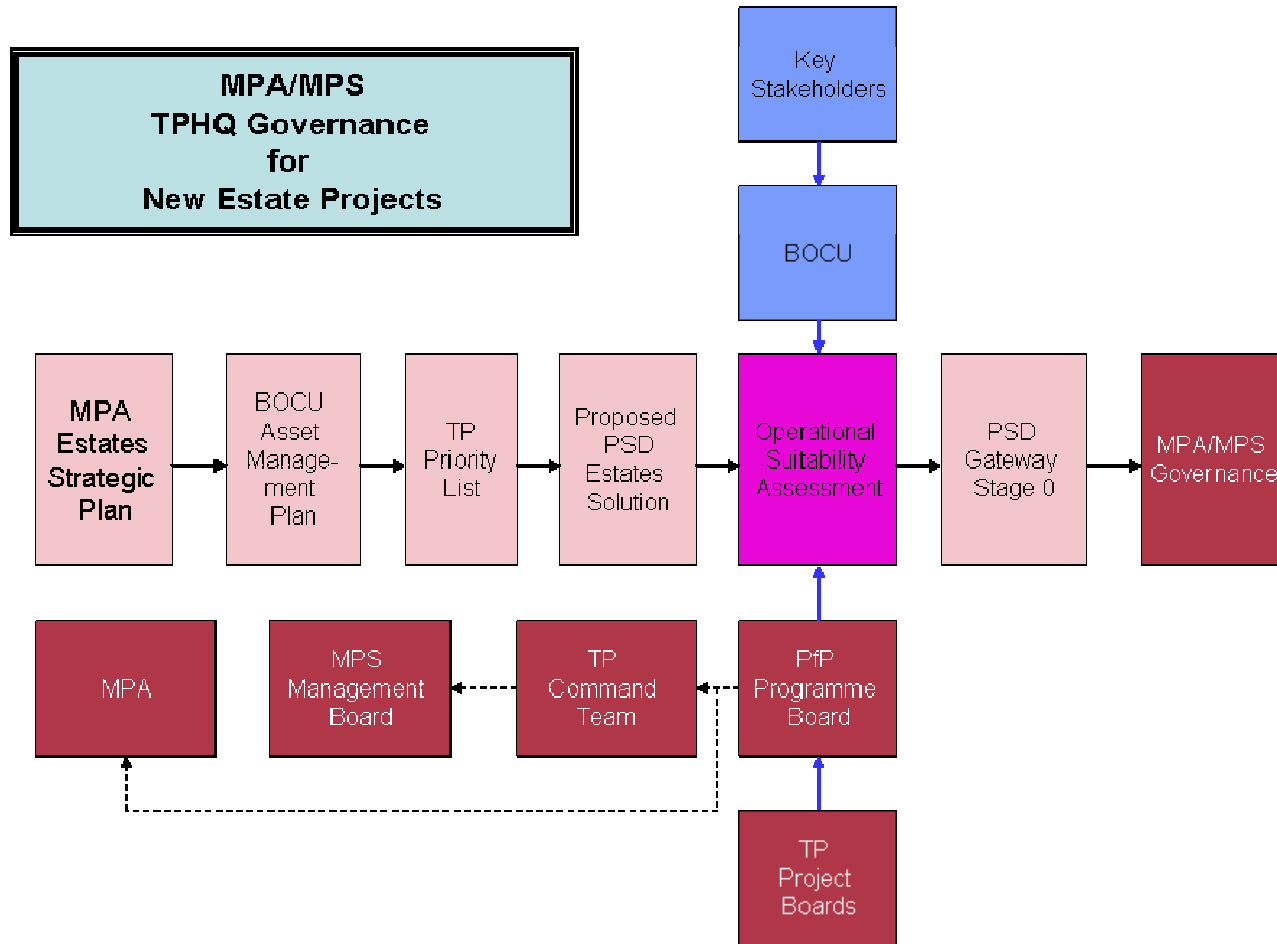 MPA/MPS
TPHQ Governance
for
New Estate Projects
Key
Stakeholders
BOCU
MPA
Estates
Strategic
Plan
BOCU
Asset
Manage-
ment
Plan
TP
Priority
List
Proposed
PSD
Estates
Solution
Operational
Suitability
Assessment
PSD
Gateway
Stage 0
MPA/MPS
Governance
MPA
MPS
Management
Board
TP
Command
Team
PfP
Programme
Board
TP
Project
Boards